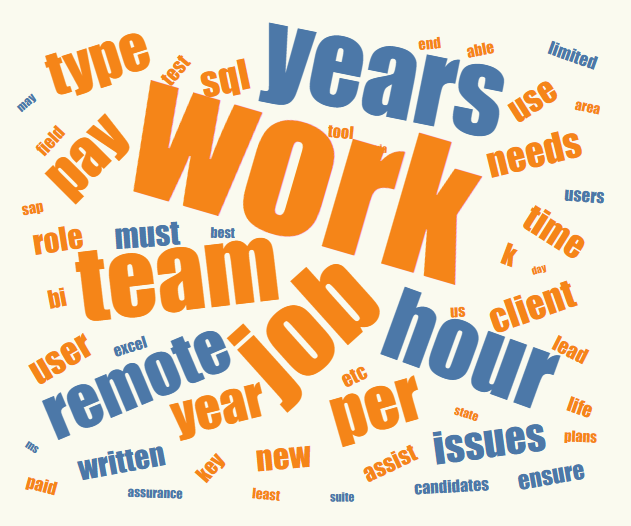 years
end
able
limited
type
test
sql
use
may
area
work
tool
in
field
pay
needs
users
sap
role
must
best
time
team
k
day
bi
job
hour
us
client
user
excel
remote
lead
year
etc
per
state
life
issues
plans
ms
written
key
new
assist
paid
assurance
least
suite
candidates
ensure